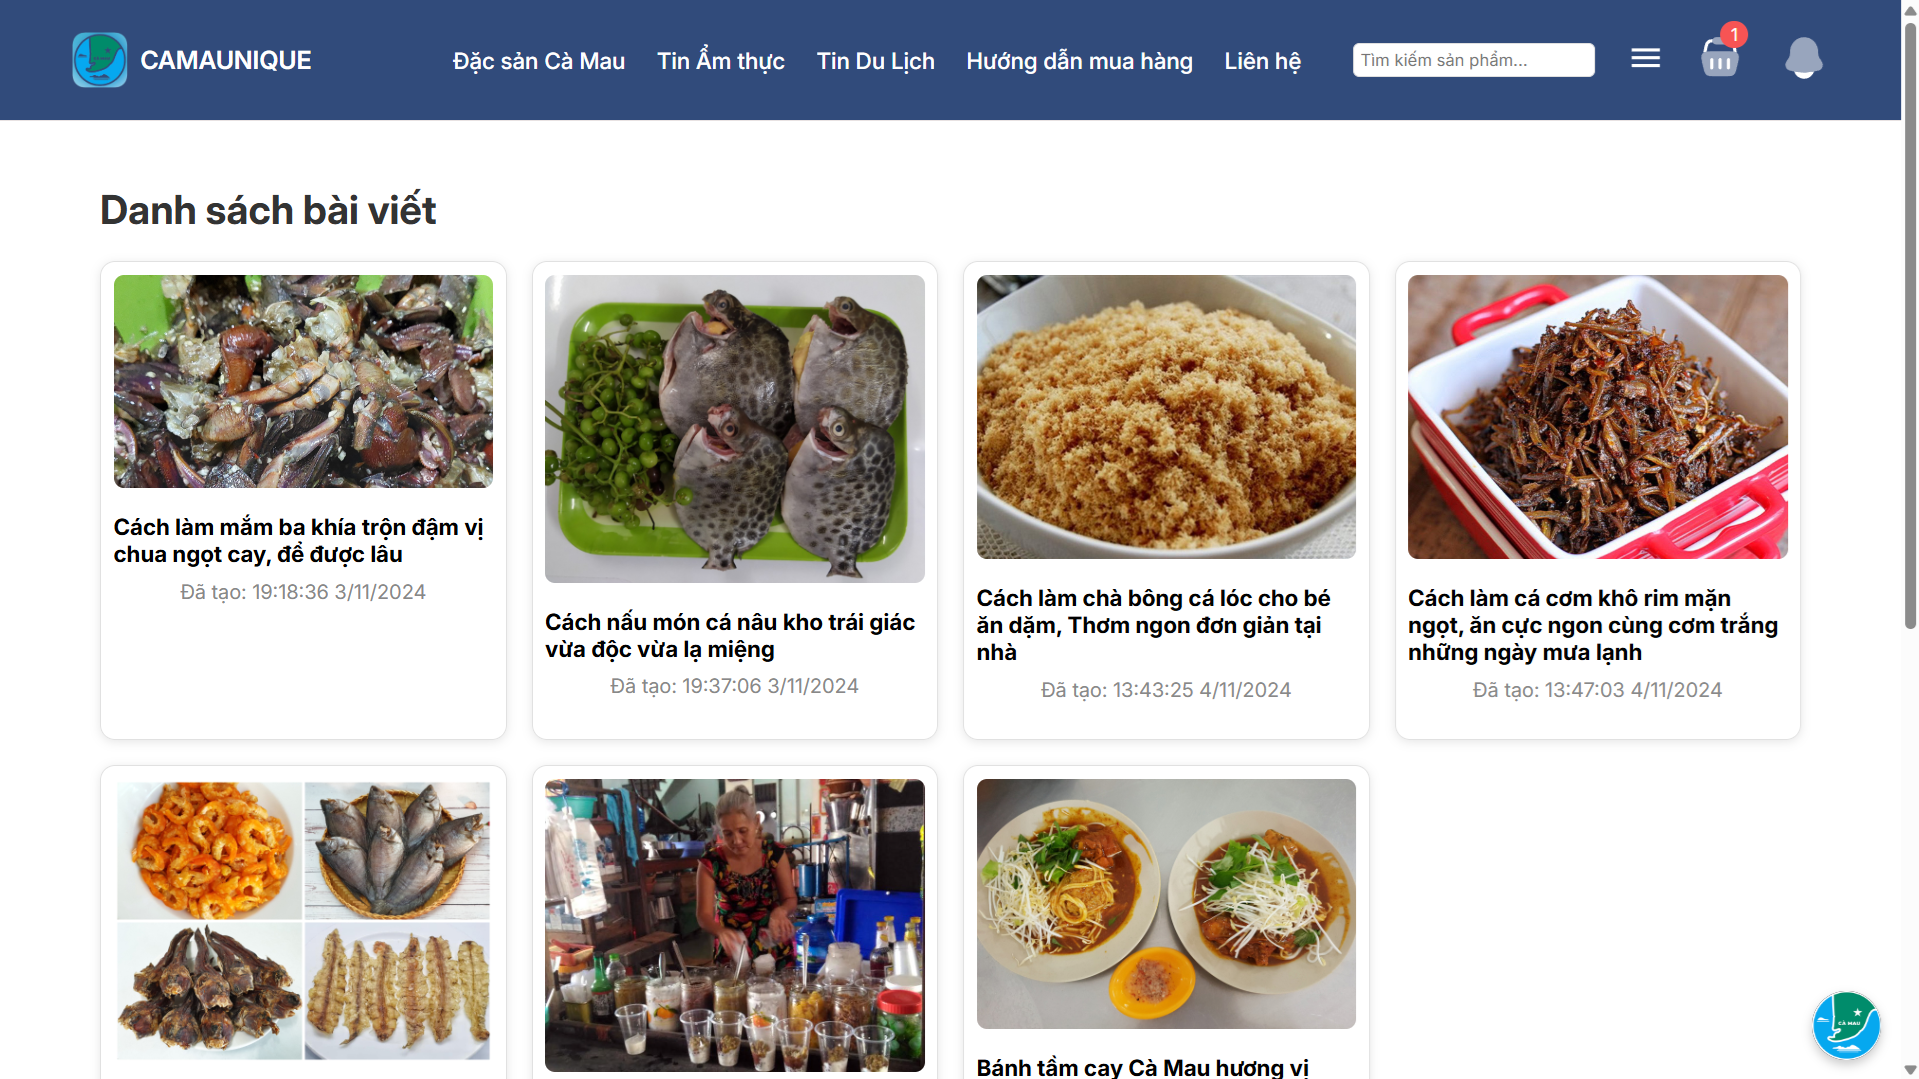 CAMAUNIQUE
Đặc sản Cà Mau
Tin Ẩm thực
Tin Du Lịch
Hướng dẫn mua hàng
Liên hệ
Tìm kiếm sản phẩm...
1
Danh sách bài viết
Cách làm mắm ba khía trộn đậm vị
chua ngọt cay, để được lâu
Đã tạo: 19:18:36 3/11/2024
Cách nấu món cá nâu kho trái giác
vừa độc vừa lạ miệng
Đã tạo: 19:37:06 3/11/2024
Cách làm chà bông cá lóc cho bé
ăn dặm, Thơm ngon đơn giản tại
nhà
Đã tạo: 13:43:25 4/11/2024
Cách làm cá cơm khô rim mặn
ngọt, ăn cực ngon cùng cơm trắng
những ngày mưa lạnh
Đã tạo: 13:47:03 4/11/2024
Bánh tầm cay Cà Mau hương vị
CÀ MAU